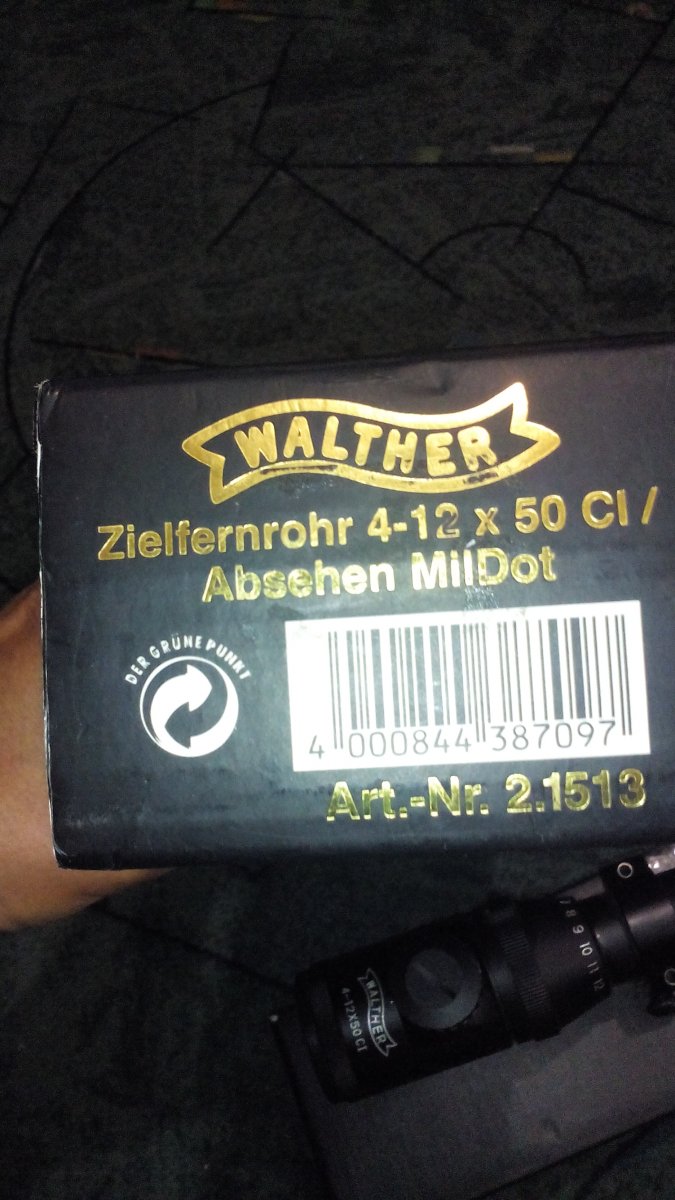 WALTHER
Zielfernrohr 4-12 x 50 CI /
Absehen MilDot
DER GRÜNE PUNKT
4 000844 387097
Art.-Nr. 2.1513
WALTHER
4-12X50 CI
7 8 9 10 11 12